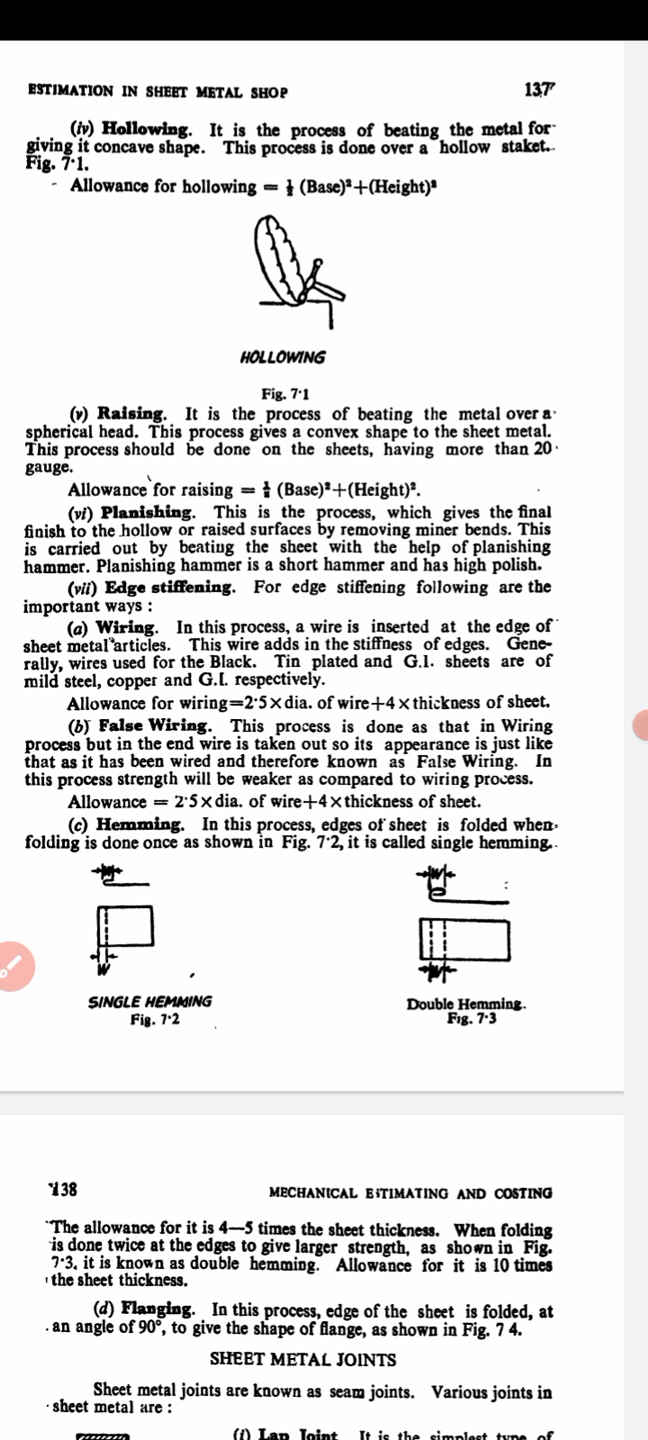 ESTIMATION IN SHEET METAL SHOP 137
(iv) Hollowing. It is the process of beating the metal for
giving it concave shape. This process is done over a hollow staket.
Fig. 7·1.
Allowance for hollowing = ½ (Base)²+(Height)²
HOLLOWING
Fig. 7·1
(v) Raising. It is the process of beating the metal over a
spherical head. This process gives a convex shape to the sheet metal.
This process should be done on the sheets, having more than 20
gauge.
Allowance for raising = ½ (Base)²+(Height)².
(vi) Planishing. This is the process, which gives the final
finish to the hollow or raised surfaces by removing miner bends. This
is carried out by beating the sheet with the help of planishing
hammer. Planishing hammer is a short hammer and has high polish.
(vii) Edge stiffening. For edge stiffening following are the
important ways :
(a) Wiring. In this process, a wire is inserted at the edge of
sheet metal articles. This wire adds in the stiffness of edges. Gene-
rally, wires used for the Black. Tin plated and G.I. sheets are of
mild steel, copper and G.I. respectively.
Allowance for wiring=2·5×dia. of wire+4×thickness of sheet.
(b) False Wiring. This process is done as that in Wiring
process but in the end wire is taken out so its appearance is just like
that as it has been wired and therefore known as False Wiring. In
this process strength will be weaker as compared to wiring process.
Allowance = 2·5×dia. of wire+4×thickness of sheet.
(c) Hemming. In this process, edges of sheet is folded when
folding is done once as shown in Fig. 7·2, it is called single hemming.
W W
W W
SINGLE HEMMING Double Hemming.
Fig. 7·2 Fig. 7·3
138 MECHANICAL ESTIMATING AND COSTING
The allowance for it is 4—5 times the sheet thickness. When folding
is done twice at the edges to give larger strength, as shown in Fig.
7·3, it is known as double hemming. Allowance for it is 10 times
the sheet thickness.
(d) Flanging. In this process, edge of the sheet is folded, at
an angle of 90°, to give the shape of flange, as shown in Fig. 7 4.
SHEET METAL JOINTS
Sheet metal joints are known as seam joints. Various joints in
sheet metal are :
(i) Lap Joint. It is the simplest type of